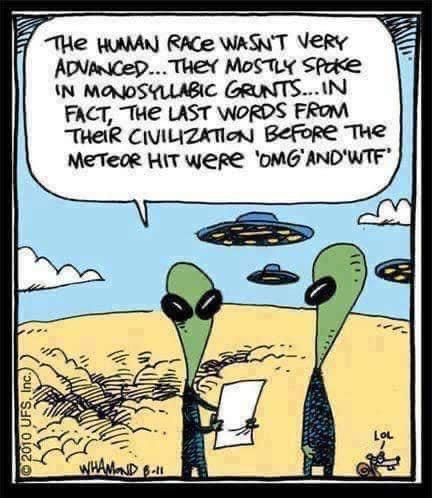 THE HUMAN RACE WASN'T VERY
ADVANCED... THEY MOSTLY SPOKE
IN MONOSYLLABIC GRUNTS... IN
FACT, THE LAST WORDS FROM
THEIR CIVILIZATION BEFORE THE
METEOR HIT WERE 'OMG' AND 'WTF'
LOL
© 2010 UFS, Inc.
WHAMOND 8-11